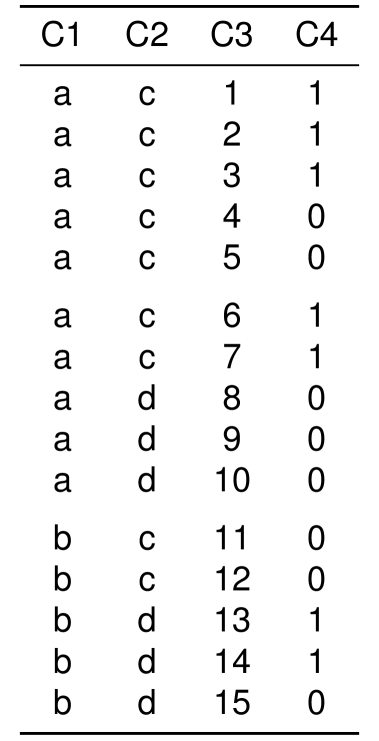 C1 C2 C3 C4
a c 1 1
a c 2 1
a c 3 1
a c 4 0
a c 5 0
a c 6 1
a c 7 1
a d 8 0
a d 9 0
a d 10 0
b c 11 0
b c 12 0
b d 13 1
b d 14 1
b d 15 0